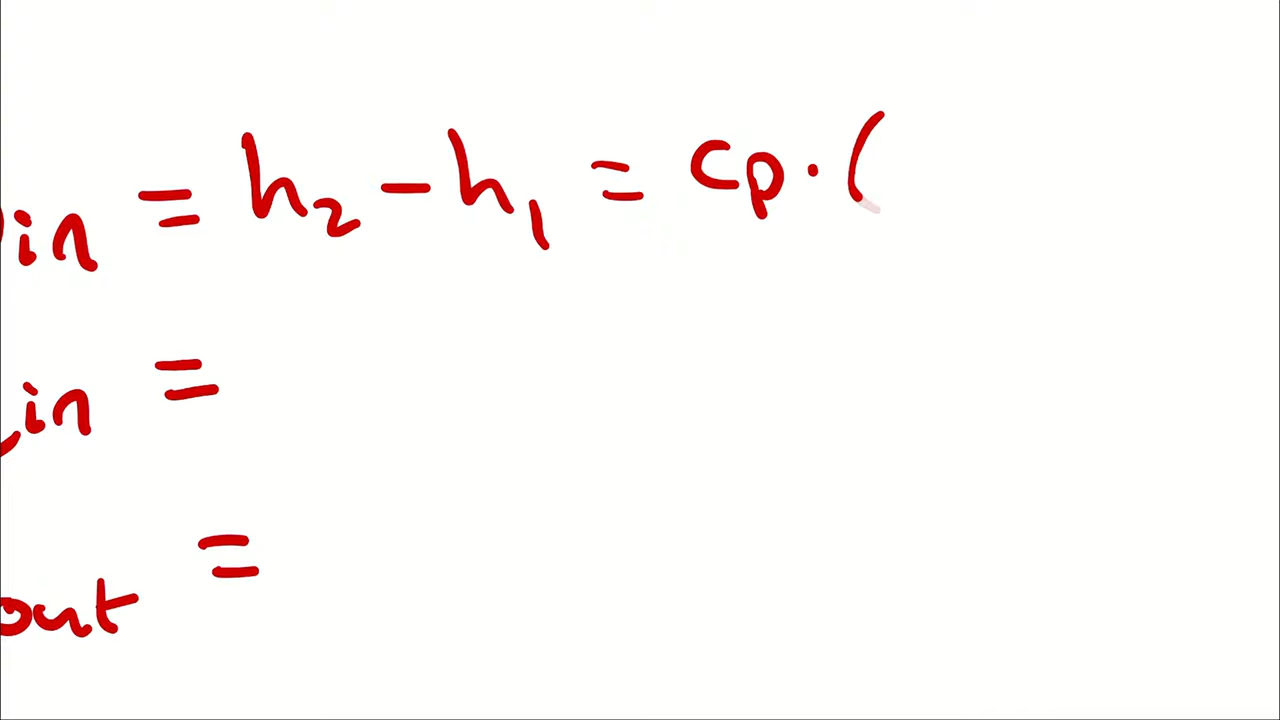 in = h₂ - h₁ = cp · (
in =
out =